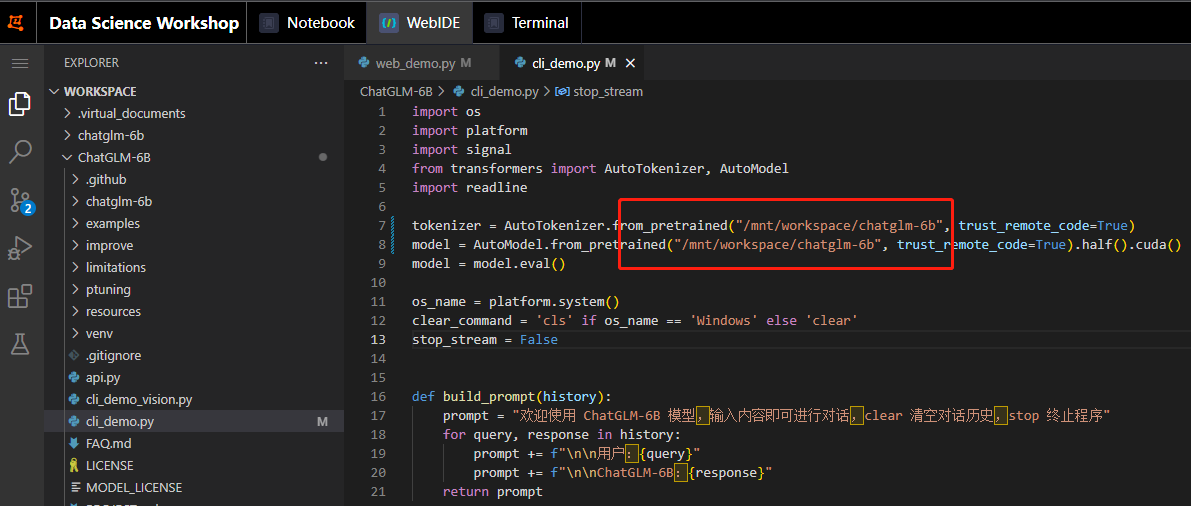 Data Science Workshop Notebook WebIDE Terminal
EXPLORER ...
WORKSPACE
.virtual_documents
chatglm-6b
ChatGLM-6B
.github
chatglm-6b
examples
improve
limitations
ptuning
resources
venv
.gitignore
api.py
cli_demo_vision.py
cli_demo.py M
FAQ.md
LICENSE
MODEL_LICENSE
2
web_demo.py M cli_demo.py M
ChatGLM-6B > cli_demo.py > stop_stream
1 import os
2 import platform
3 import signal
4 from transformers import AutoTokenizer, AutoModel
5 import readline
6
7 tokenizer = AutoTokenizer.from_pretrained("/mnt/workspace/chatglm-6b", trust_remote_code=True)
8 model = AutoModel.from_pretrained("/mnt/workspace/chatglm-6b", trust_remote_code=True).half().cuda()
9 model = model.eval()
10
11 os_name = platform.system()
12 clear_command = 'cls' if os_name == 'Windows' else 'clear'
13 stop_stream = False
14
15
16 def build_prompt(history):
17 prompt = "欢迎使用 ChatGLM-6B 模型，输入内容即可进行对话，clear 清空对话历史，stop 终止程序"
18 for query, response in history:
19 prompt += f"\n\n用户：{query}"
20 prompt += f"\n\nChatGLM-6B：{response}"
21 return prompt